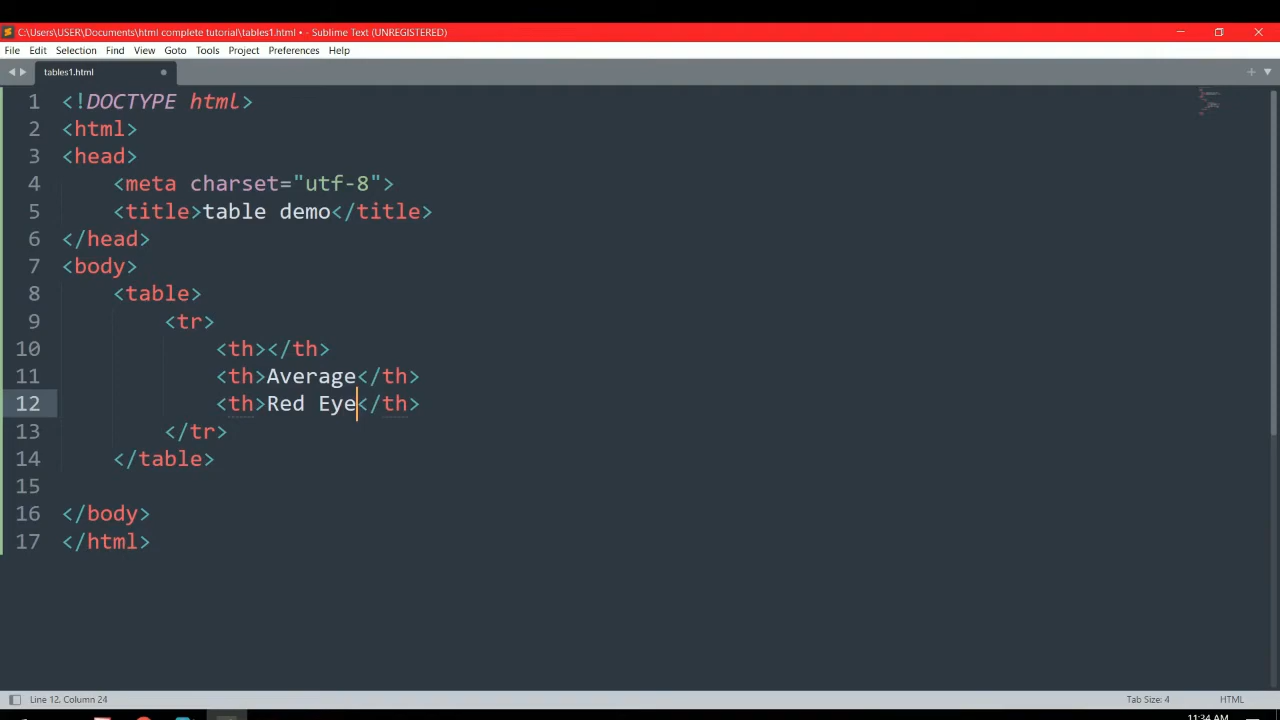 C:\Users\USER\Documents\html complete tutorial\tables1.html • - Sublime Text (UNREGISTERED)
File Edit Selection Find View Goto Tools Project Preferences Help
tables1.html
1 <!DOCTYPE html>
2 <html>
3 <head>
4 <meta charset="utf-8">
5 <title>table demo</title>
6 </head>
7 <body>
8 <table>
9 <tr>
10 <th></th>
11 <th>Average</th>
12 <th>Red Eye</th>
13 </tr>
14 </table>
15
16 </body>
17 </html>
Line 12, Column 24 Tab Size: 4 HTML
11:34 AM